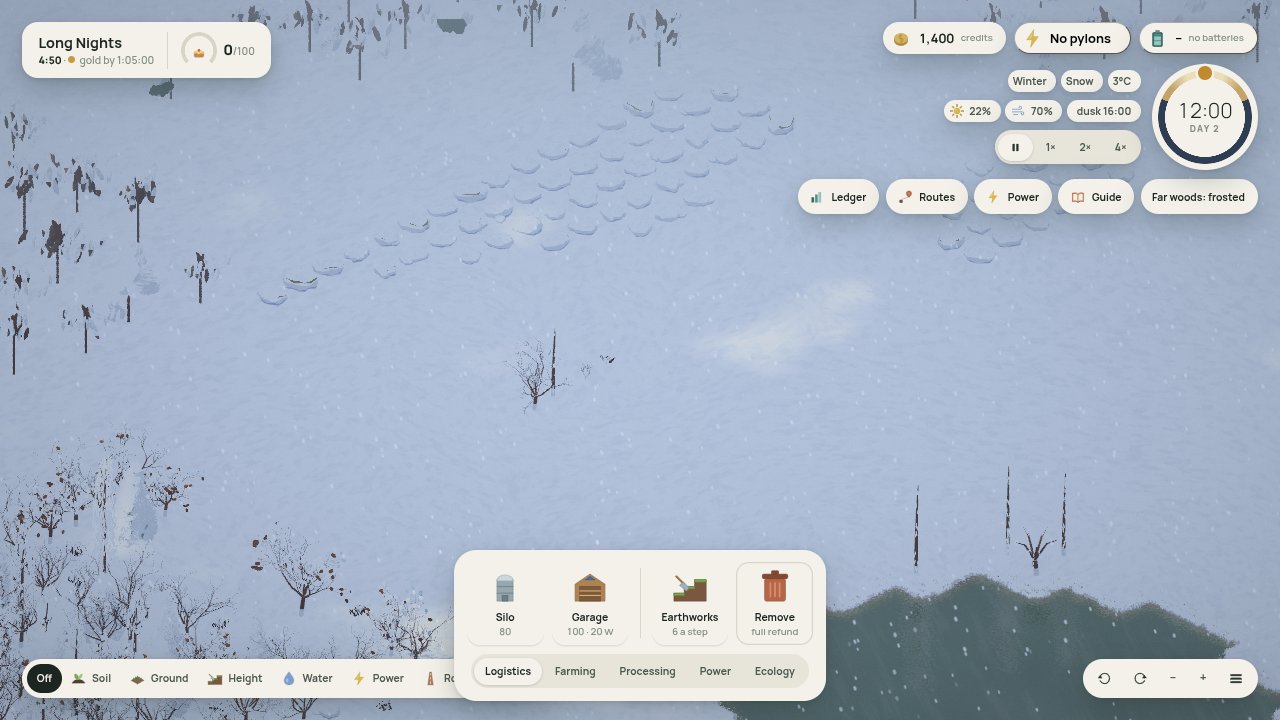 Long Nights
4:50 · gold by 1:05:00
0/100
1,400 credits
No pylons
– no batteries
Winter
Snow
3°C
22%
70%
dusk 16:00
12:00
DAY 2
1×
2×
4×
Ledger
Routes
Power
Guide
Far woods: frosted
Silo
80
Garage
100 · 20 W
Earthworks
6 a step
Remove
full refund
Logistics
Farming
Processing
Power
Ecology
Off
Soil
Ground
Height
Water
Power
−
+